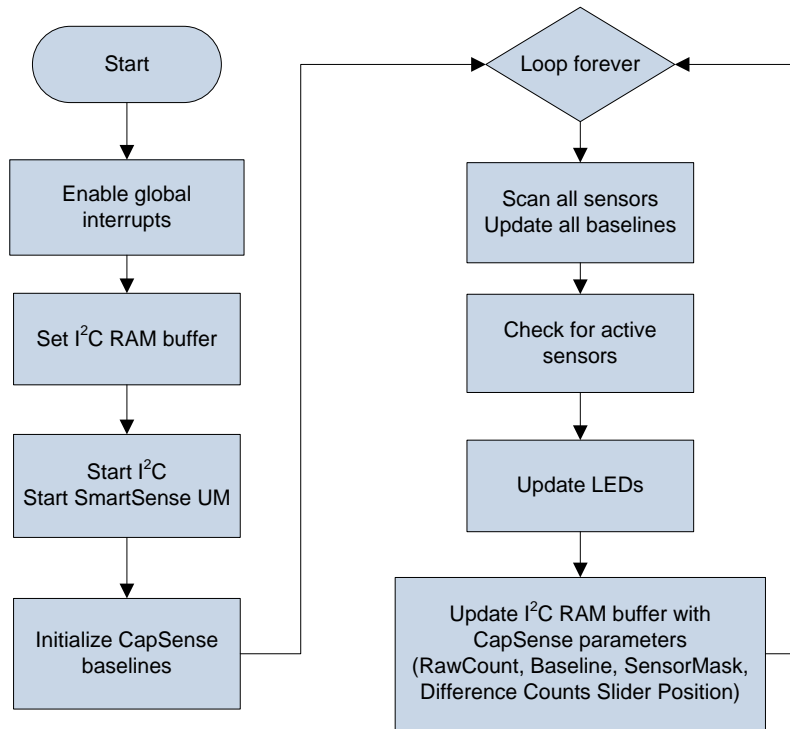 Start
Enable global
interrupts
Set I²C RAM buffer
Start I²C
Start SmartSense UM
Initialize CapSense
baselines
Loop forever
Scan all sensors
Update all baselines
Check for active
sensors
Update LEDs
Update I²C RAM buffer with
CapSense parameters
(RawCount, Baseline, SensorMask,
Difference Counts Slider Position)